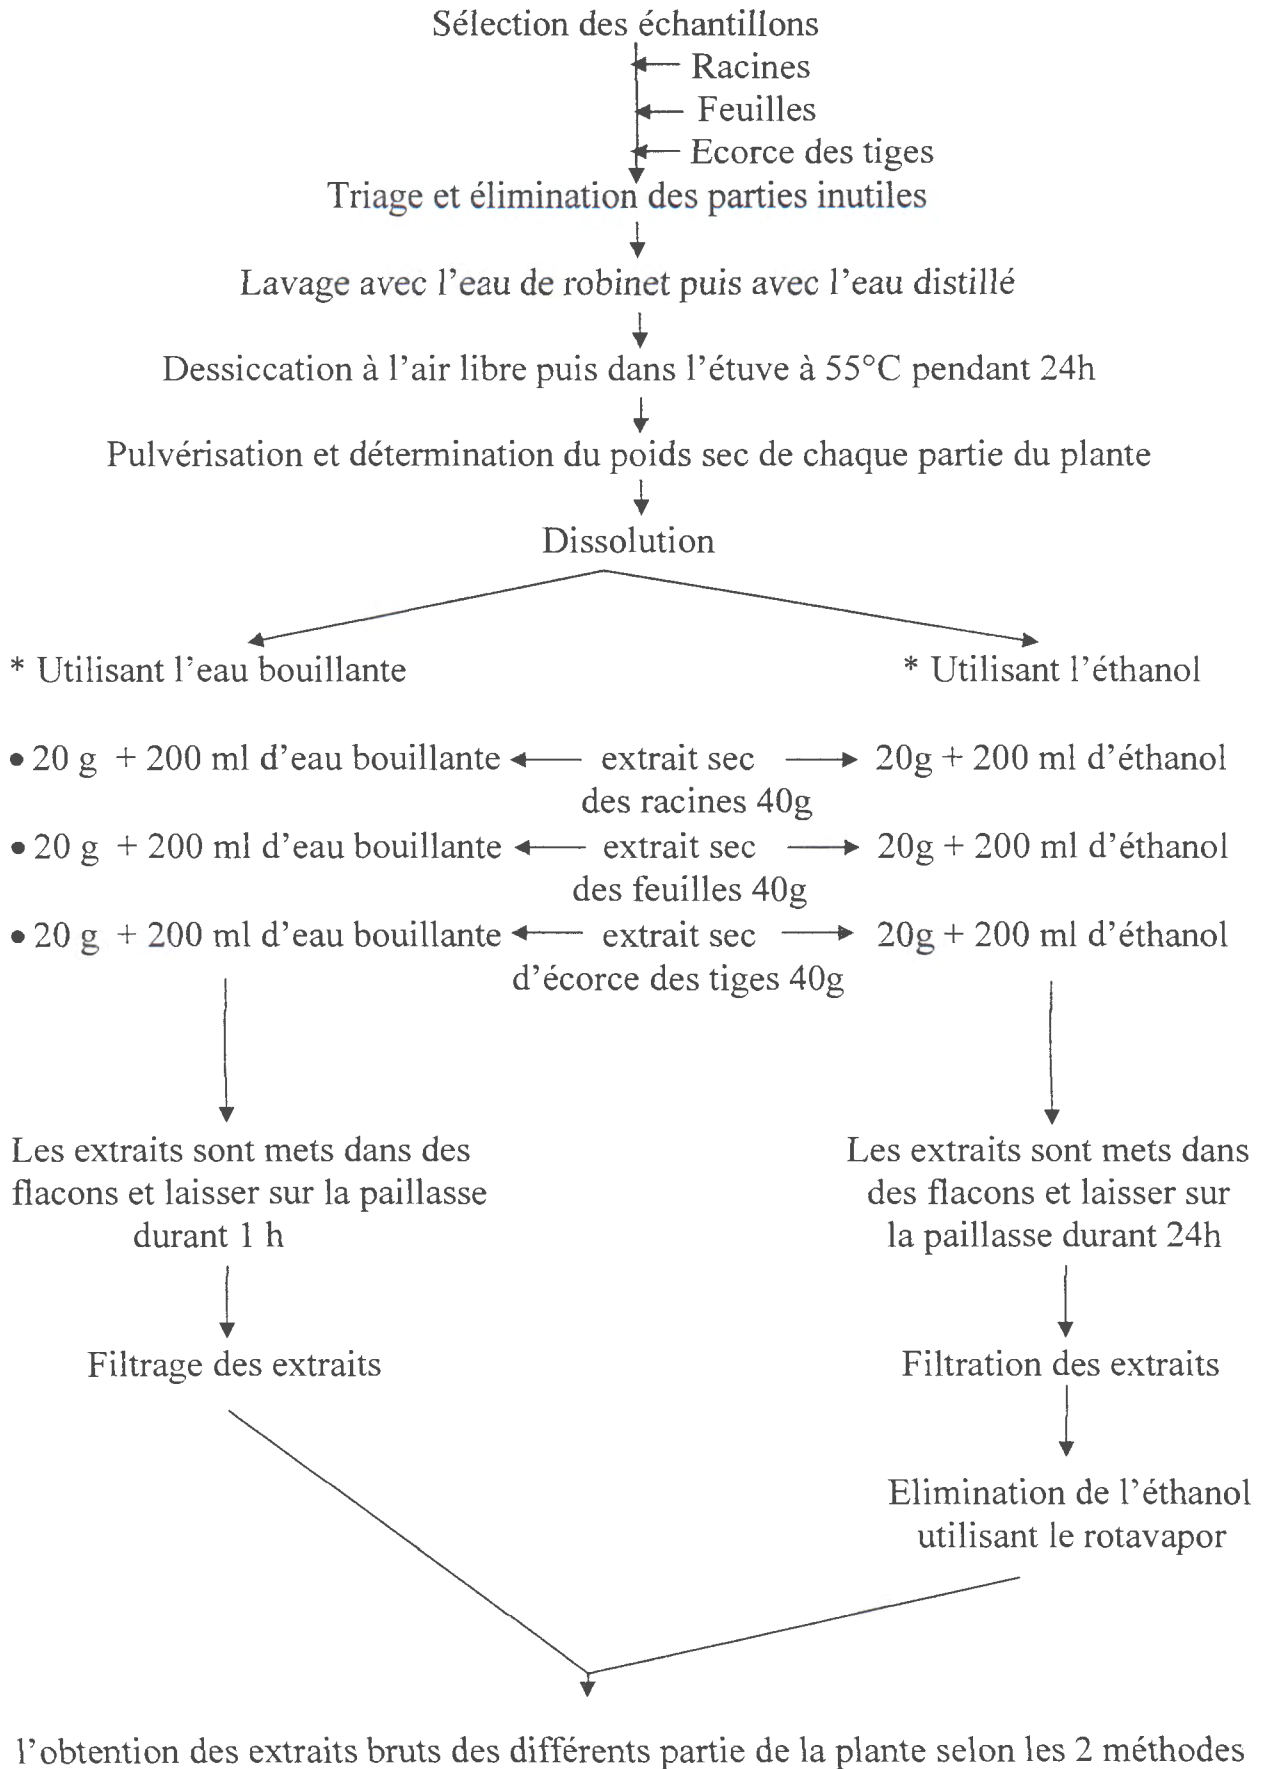 Sélection des échantillons
Racines
Feuilles
Ecorce des tiges
Triage et élimination des parties inutiles
Lavage avec l'eau de robinet puis avec l'eau distillé
Dessiccation à l'air libre puis dans l'étuve à 55°C pendant 24h
Pulvérisation et détermination du poids sec de chaque partie du plante
Dissolution
* Utilisant l'eau bouillante
* Utilisant l'éthanol
• 20 g + 200 ml d'eau bouillante
extrait sec
des racines 40g
20g + 200 ml d'éthanol
• 20 g + 200 ml d'eau bouillante
extrait sec
des feuilles 40g
20g + 200 ml d'éthanol
• 20 g + 200 ml d'eau bouillante
extrait sec
d'écorce des tiges 40g
20g + 200 ml d'éthanol
Les extraits sont mets dans des
flacons et laisser sur la paillasse
durant 1 h
Les extraits sont mets dans
des flacons et laisser sur
la paillasse durant 24h
Filtrage des extraits
Filtration des extraits
Elimination de l'éthanol
utilisant le rotavapor
l'obtention des extraits bruts des différents partie de la plante selon les 2 méthodes